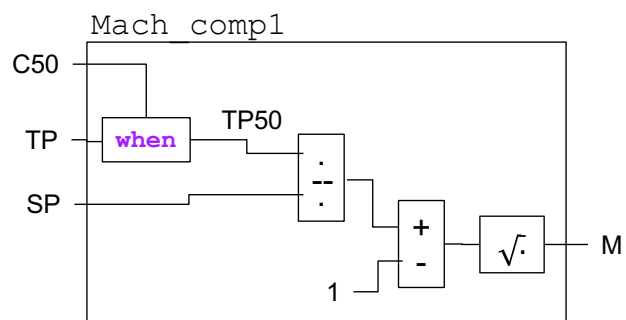 Mach_comp1
C50
TP when TP50
SP
. -- .
+
-
√.
M
1